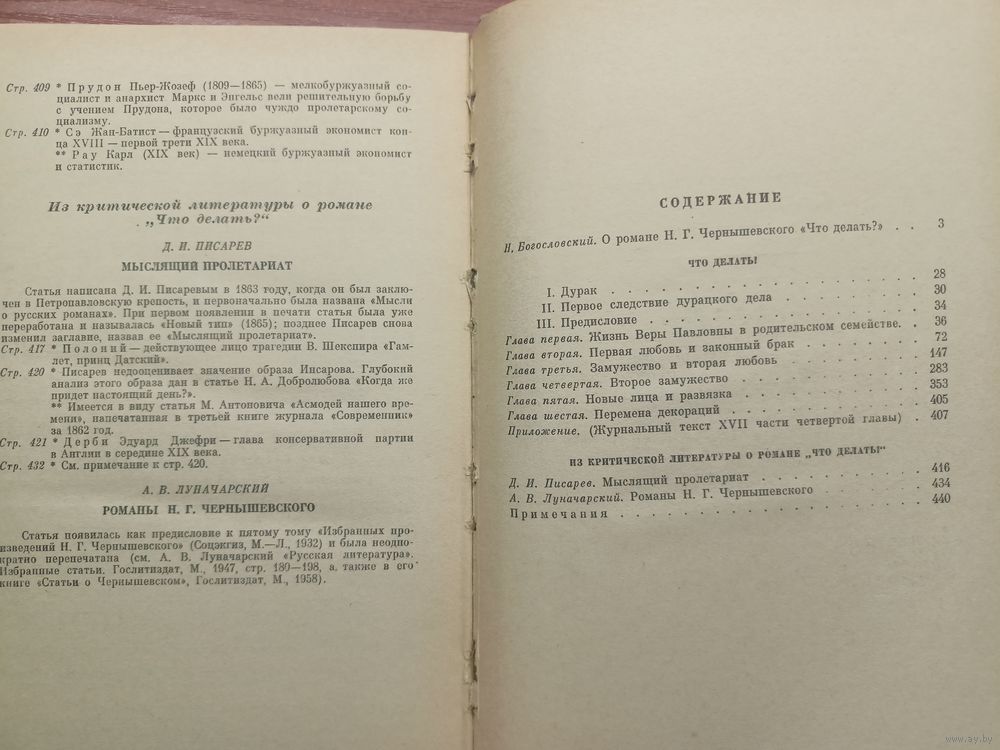 Стр. 409 * Прудон Пьер-Жозеф (1809—1865) — мелкобуржуазный со-
циалист и анархист Маркс и Энгельс вели решительную борьбу
с учением Прудона, которое было чуждо пролетарскому со-
циализму.
Стр. 410 * Сэ Жан-Батист — французский буржуазный экономист кон-
ца XVIII — первой трети XIX века.
** Рау Карл (XIX век) — немецкий буржуазный экономист
и статистик.
Из критической литературы о романе
„Что делать?“
Д. И. ПИСАРЕВ
МЫСЛЯЩИЙ ПРОЛЕТАРИАТ
Статья написана Д. И. Писаревым в 1863 году, когда он был заклю-
чен в Петропавловскую крепость, и первоначально была названа «Мысли
о русских романах». При первом появлении в печати статья была уже
переработана и называлась «Новый тип» (1865); позднее Писарев снова
изменил заглавие, назвав ее «Мыслящий пролетариат».
Стр. 417 * Полоний — действующее лицо трагедии В. Шекспира «Гам-
лет, принц Датский».
Стр. 420 * Писарев недооценивает значение образа Инсарова. Глубокий
анализ этого образа дан в статье Н. А. Добролюбова «Когда же
придет настоящий день?».
** Имеется в виду статья М. Антоновича «Асмодей нашего вре-
мени», напечатанная в третьей книге журнала «Современник»
за 1862 год.
Стр. 421 * Дерби Эдуард Джефри — глава консервативной партии
в Англии в середине XIX века.
Стр. 432 * См. примечание к стр. 420.
А. В. ЛУНАЧАРСКИЙ
РОМАНЫ Н. Г. ЧЕРНЫШЕВСКОГО
Статья появилась как предисловие к пятому тому «Избранных про-
изведений Н. Г. Чернышевского» (Соцэкгиз, М.—Л., 1932) и была неодно-
кратно перепечатана (см. А. В. Луначарский «Русская литература».
Избранные статьи. Гослитиздат, М., 1947, стр. 180—198, а также в его
книге «Статьи о Чернышевском», Гослитиздат, М., 1958).
СОДЕРЖАНИЕ
Н. Богословский. О романе Н. Г. Чернышевского «Что делать?» . . 3
ЧТО ДЕЛАТЬ?
I. Дурак . . . . . . . . . . . . . . 28
II. Первое следствие дурацкого дела . . . . . . . 30
III. Предисловие . . . . . . . . . . . . 34
Глава первая. Жизнь Веры Павловны в родительском семействе. . 36
Глава вторая. Первая любовь и законный брак . . . . . . 72
Глава третья. Замужество и вторая любовь . . . . . . . 147
Глава четвертая. Второе замужество . . . . . . . . . 283
Глава пятая. Новые лица и развязка . . . . . . . . . 353
Глава шестая. Перемена декораций . . . . . . . . . 405
Приложение. (Журнальный текст XVII части четвертой главы) . 407
ИЗ КРИТИЧЕСКОЙ ЛИТЕРАТУРЫ О РОМАНЕ „ЧТО ДЕЛАТЬ?“
Д. И. Писарев. Мыслящий пролетариат . . . . . . . . 416
А. В. Луначарский. Романы Н. Г. Чернышевского . . . . . 434
Примечания . . . . . . . . . . . . . . 440
www.ay.by